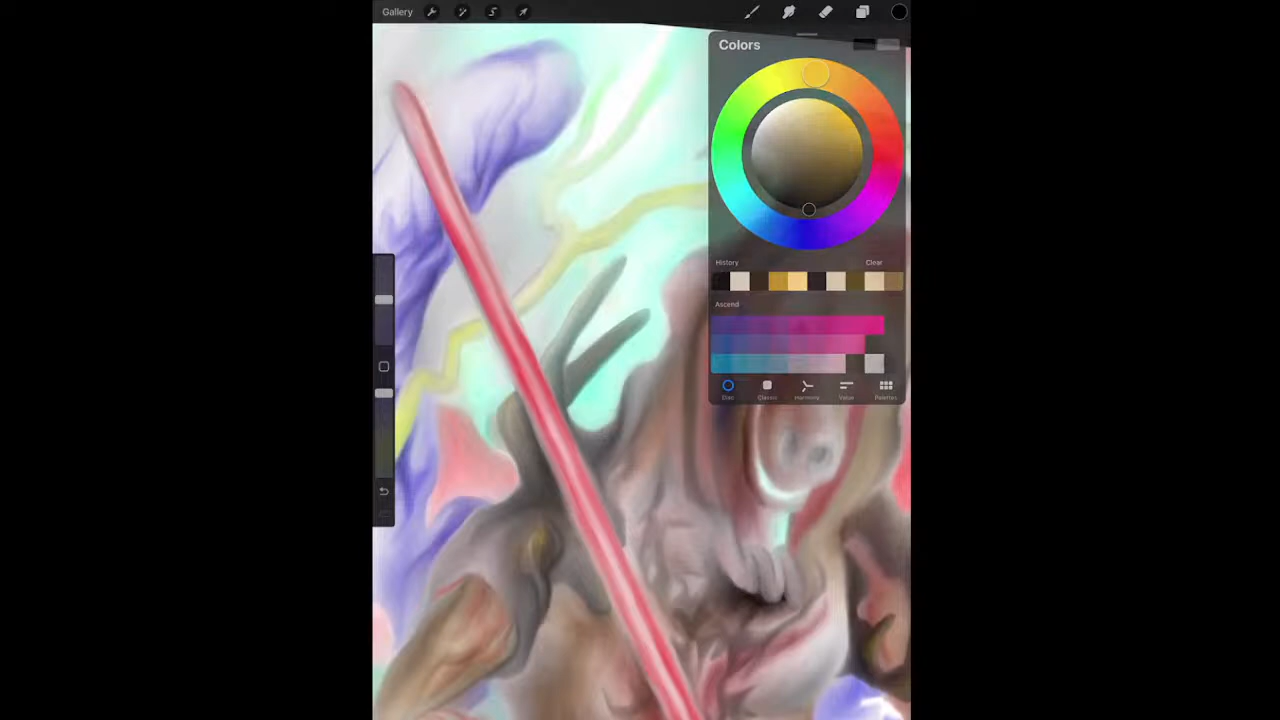 Gallery
Colors
History Clear
Ascend
Disc Classic Harmony Value Palettes